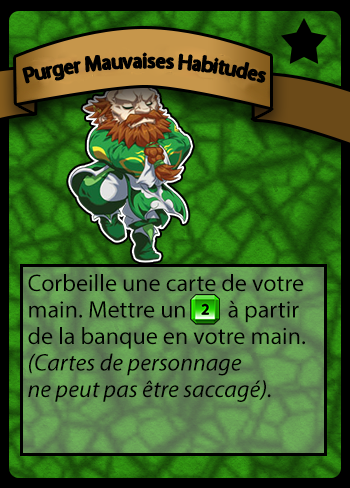 Purger Mauvaises Habitudes
Corbeille une carte de votre
main. Mettre un 2 à partir
de la banque en votre main.
(Cartes de personnage
ne peut pas être saccagé).